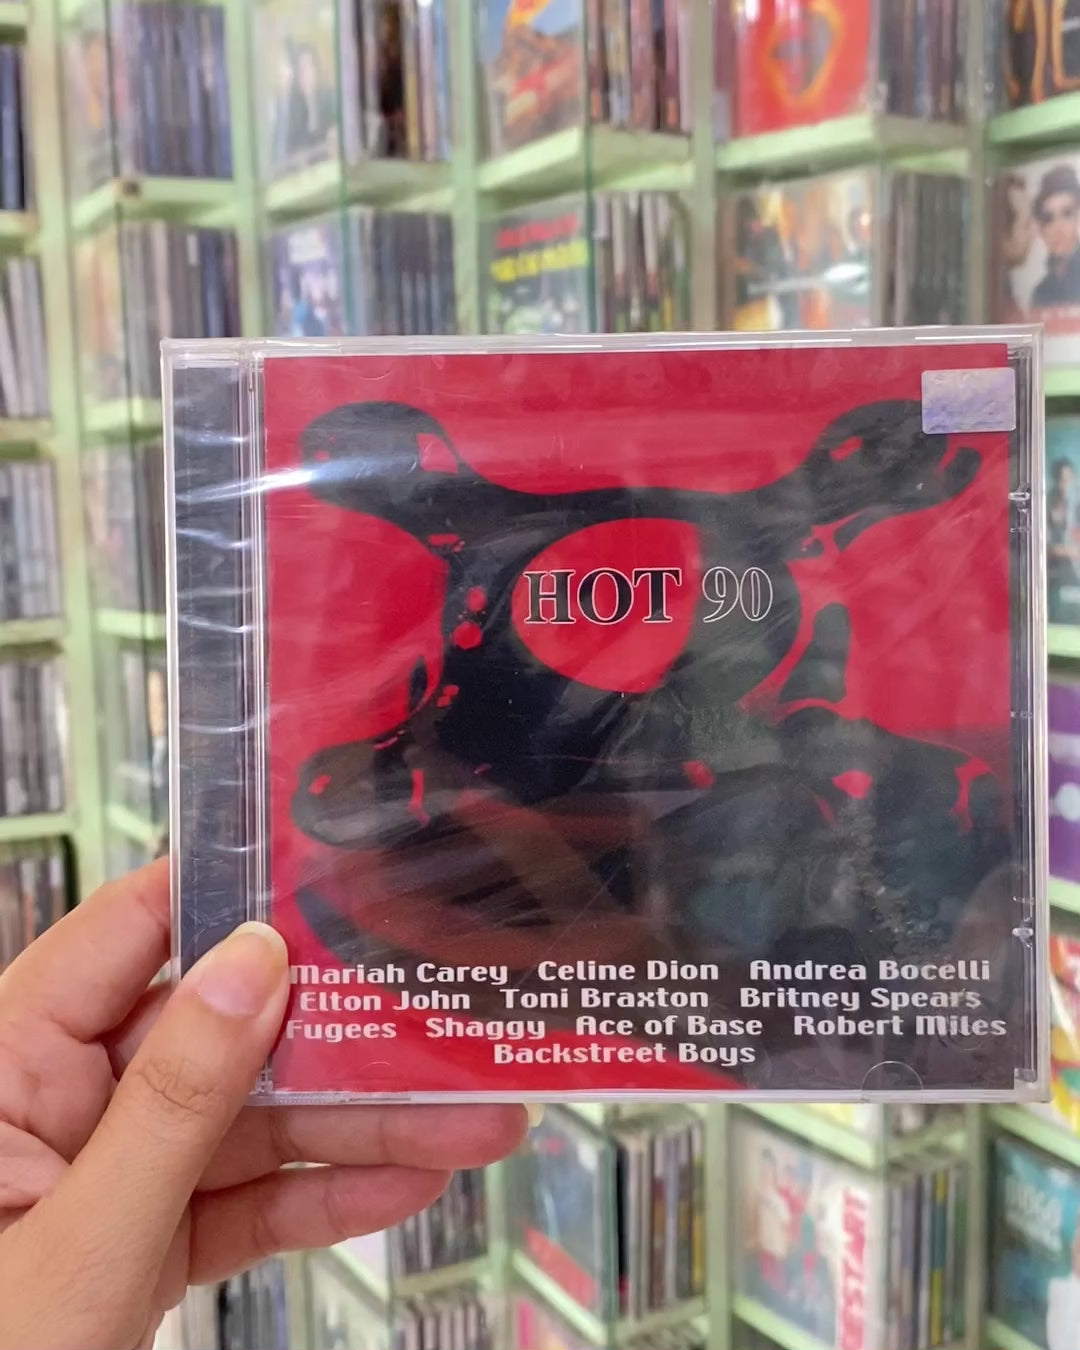 HOT 90
Mariah Carey Celine Dion Andrea Bocelli
Elton John Toni Braxton Britney Spears
Fugees Shaggy Ace of Base Robert Miles
Backstreet Boys